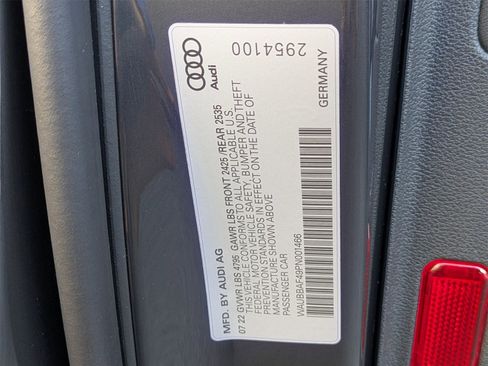 Audi
2954100
MFD. BY AUDI AG
07 22 GVWR LBS 4795 GAWR LBS FRONT 2425 /REAR 2535
THIS VEHICLE CONFORMS TO ALL APPLICABLE U.S.
FEDERAL MOTOR VEHICLE SAFETY, BUMPER AND THEFT
PREVENTION STANDARDS IN EFFECT ON THE DATE OF
MANUFACTURE SHOWN ABOVE
PASSENGER CAR
GERMANY
WAUBBAF49PN001466